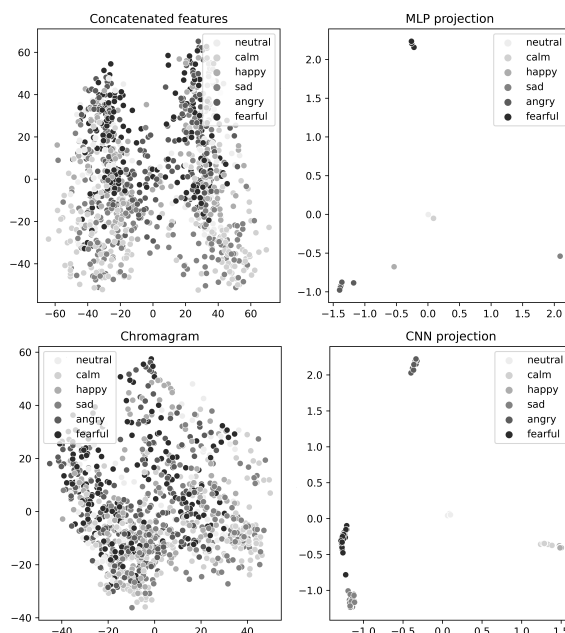 Concatenated features
neutral
calm
happy
sad
angry
fearful
60
40
20
0
−20
−40
−60 −40 −20 0 20 40 60
MLP projection
neutral
calm
happy
sad
angry
fearful
2.0
1.5
1.0
0.5
0.0
−0.5
−1.0
−1.5 −1.0 −0.5 0.0 0.5 1.0 1.5 2.0
Chromagram
neutral
calm
happy
sad
angry
fearful
60
40
20
0
−20
−40
−40 −20 0 20 40
CNN projection
neutral
calm
happy
sad
angry
fearful
2.0
1.5
1.0
0.5
0.0
−0.5
−1.0
−1.0 −0.5 0.0 0.5 1.0 1.5